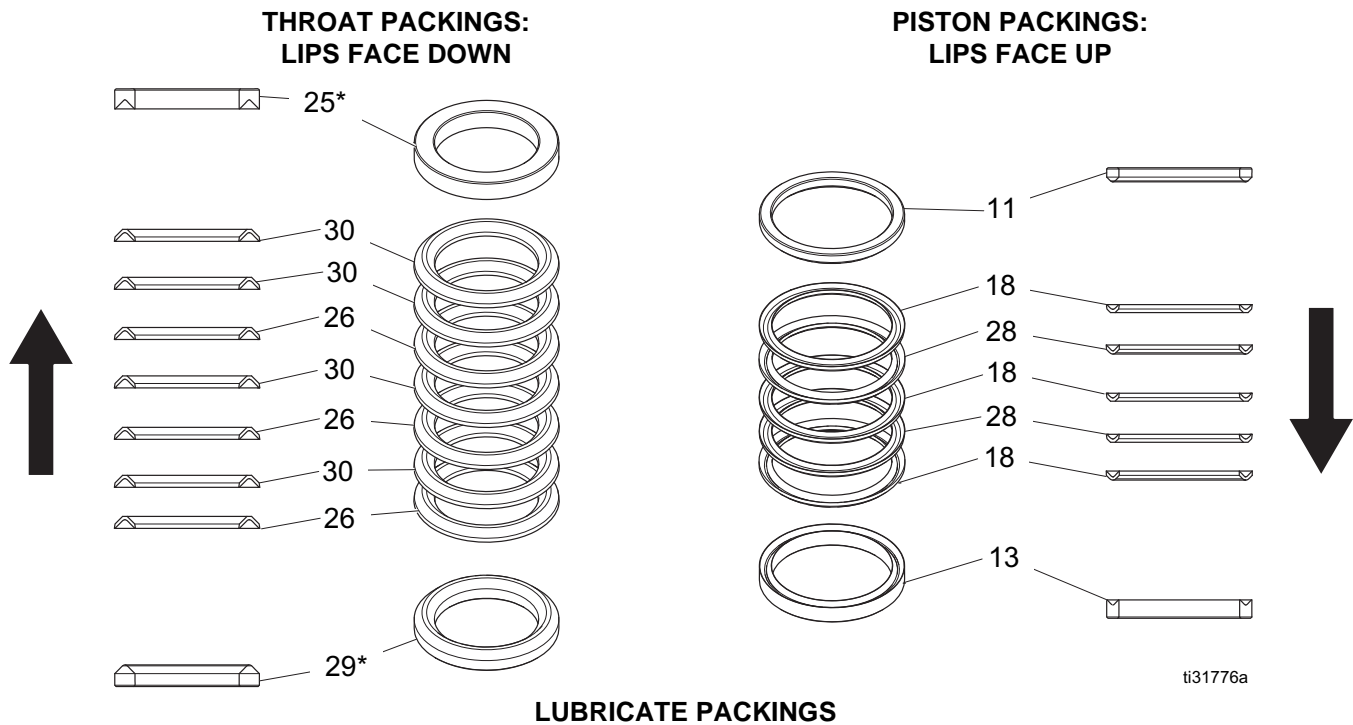 THROAT PACKINGS:
LIPS FACE DOWN
25*
30
30
26
30
26
30
26
29*
PISTON PACKINGS:
LIPS FACE UP
11
18
28
18
28
18
13
ti31776a
LUBRICATE PACKINGS